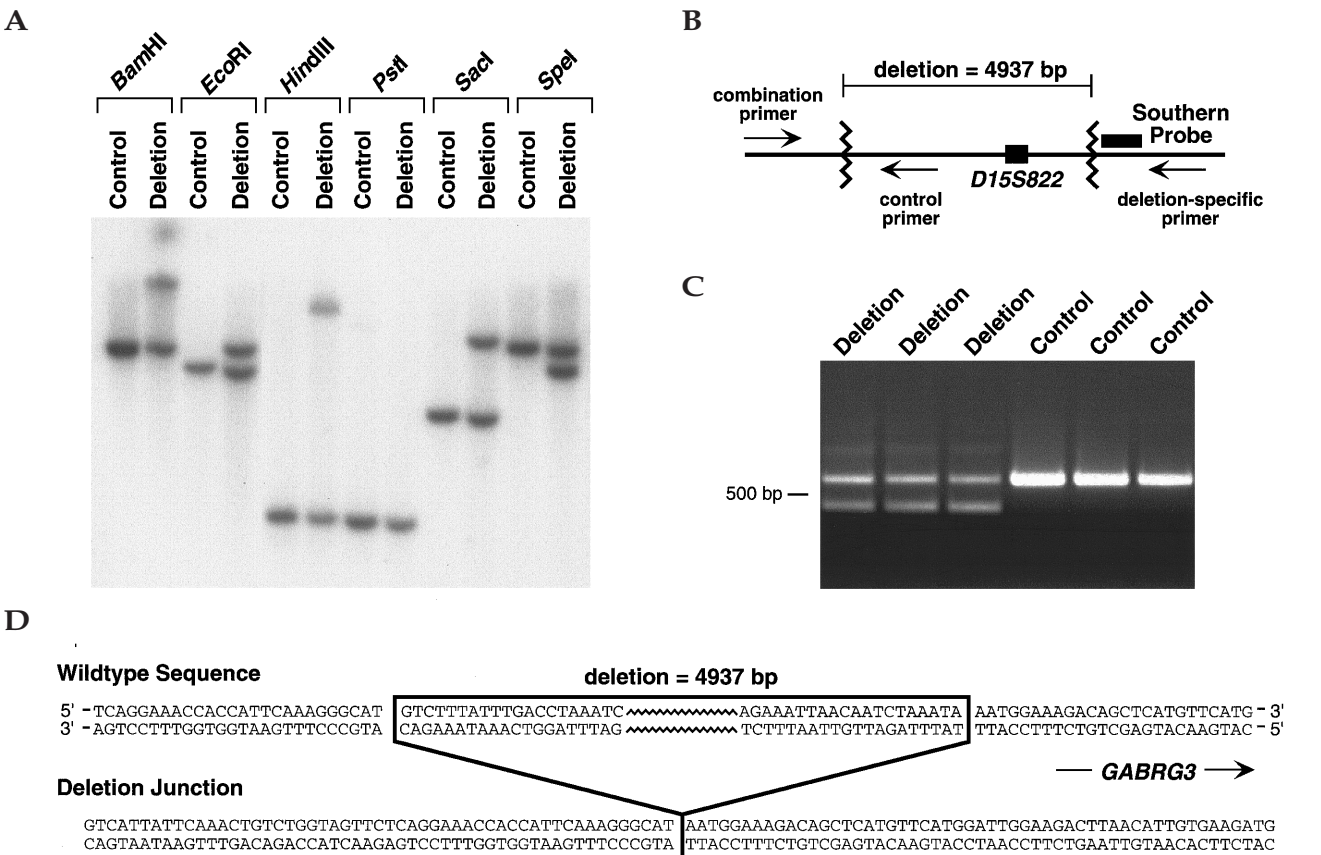 A
BamHI EcoRI HindIII PstI SacI SpeI
Control Deletion Control Deletion Control Deletion Control Deletion Control Deletion Control Deletion
B
deletion = 4937 bp
combination
primer
Southern
Probe
D15S822
control
primer
deletion-specific
primer
C
Deletion Deletion Deletion Control Control Control
500 bp
D
Wildtype Sequence
deletion = 4937 bp
5' - TCAGGAAACCACCATTCAAAGGGCAT GTCTTTATTTGACCTAAATC AGAAATTAACAATCTAAATA AATGGAAAGACAGCTCATGTTCATG - 3'
3' - AGTCCTTTGGTGGTAAGTTTCCCGTA CAGAAATAAACTGGATTTAG TCTTTAATTGTTAGATTTAT TTACCTTTCTGTCGAGTACAAGTAC - 5'
GABRG3
Deletion Junction
GTCATTATTCAAACTGTCTGGTAGTTCTCAGGAAACCACCATTCAAAGGGCAT AATGGAAAGACAGCTCATGTTCATGGATTGGAAGACTTAACATTGTGAAGATG
CAGTAATAAGTTTGACAGACCATCAAGAGTCCTTTGGTGGTAAGTTTCCCGTA TTACCTTTCTGTCGAGTACAAGTACCTAACCTTCTGAATTGTAACACTTCTAC